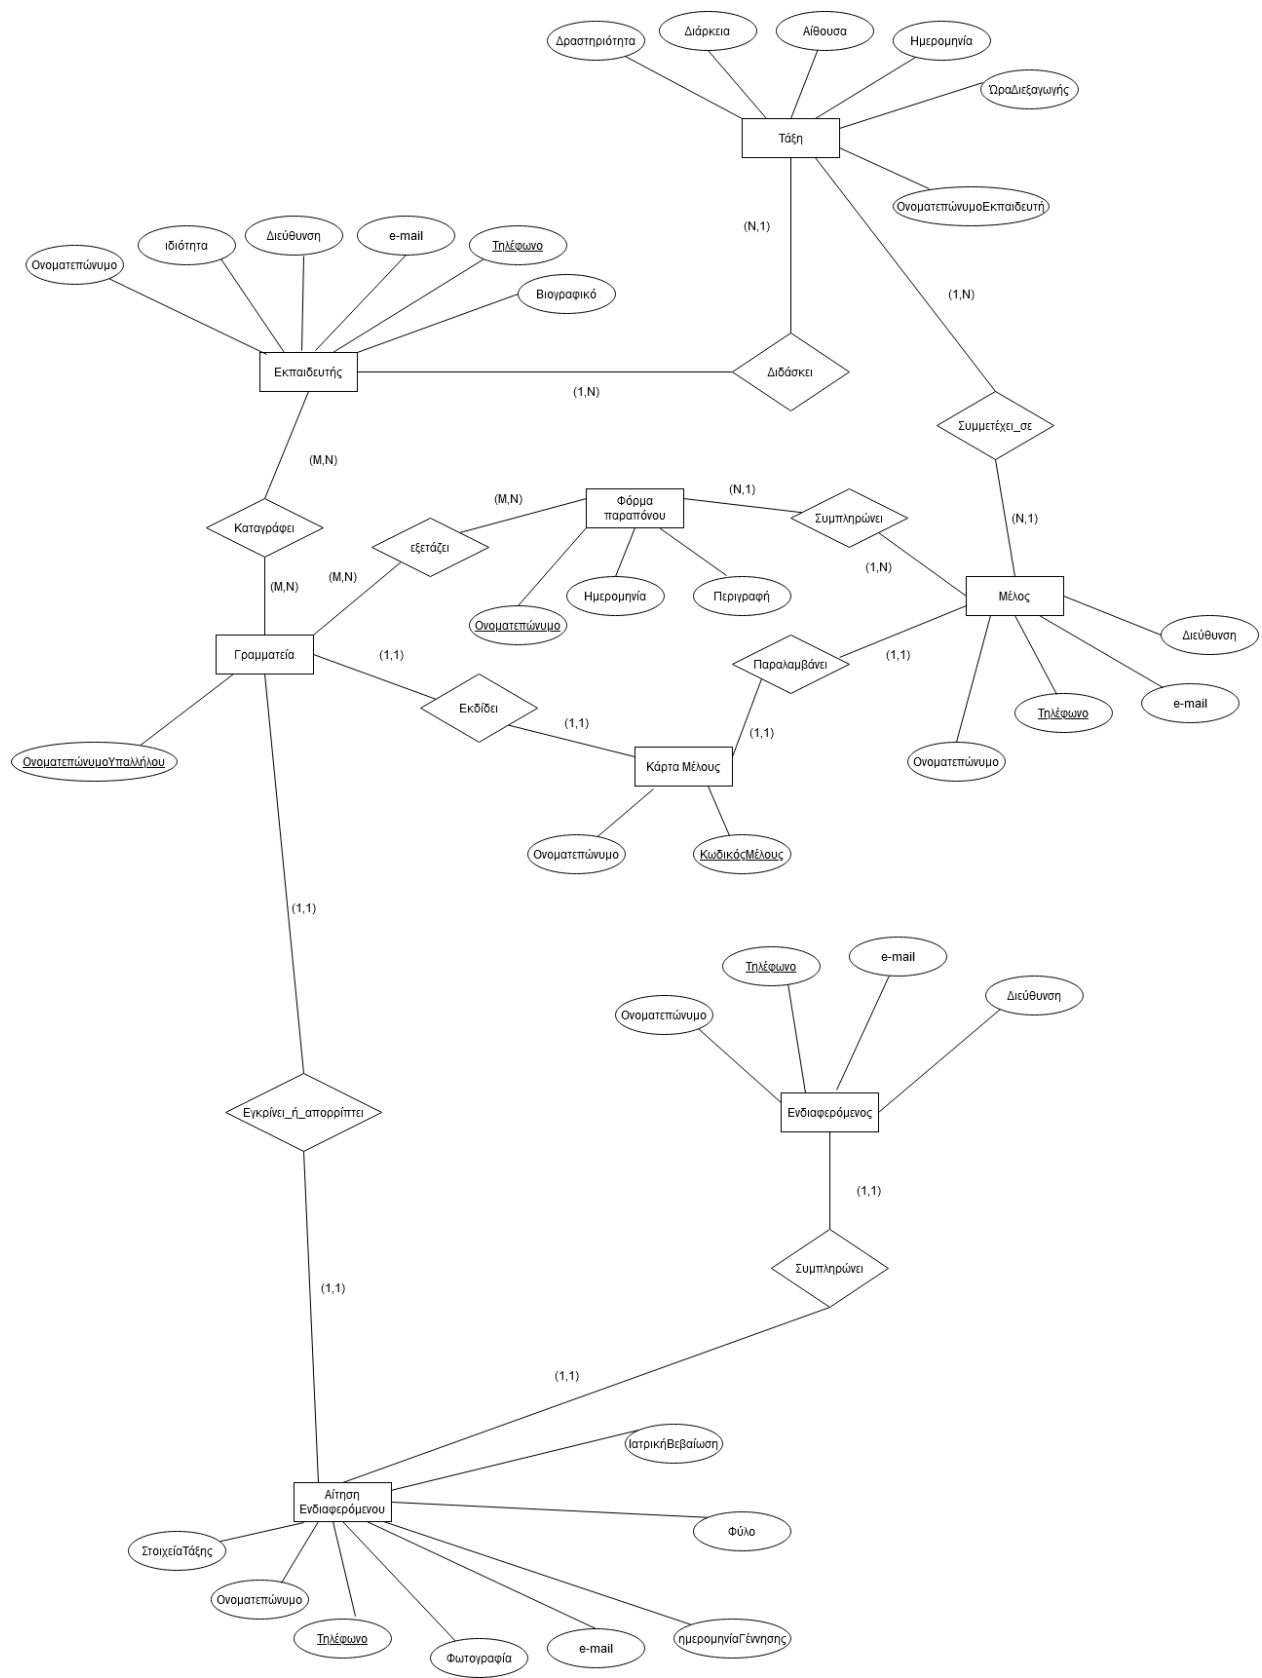 Διάρκεια
Αίθουσα
Δραστηριότητα
Ημερομηνία
ΏραΔιεξαγωγής
Τάξη
ΟνοματεπώνυμοΕκπαιδευτή
(N,1)
Διεύθυνση
e-mail
Τηλέφωνο
ιδιότητα
Ονοματεπώνυμο
Βιογραφικό
(1,N)
Εκπαιδευτής
Διδάσκει
(1,N)
Συμμετέχει_σε
(M,N)
(M,N)
(N,1)
Φόρμα
παραπόνου
Συμπληρώνει
(N,1)
Καταγράφει
εξετάζει
(1,N)
(M,N)
(M,N)
Ημερομηνία
Περιγραφή
Μέλος
Ονοματεπώνυμο
Διεύθυνση
Γραμματεία
(1,1)
(1,1)
Παραλαμβάνει
e-mail
Εκδίδει
Τηλέφωνο
(1,1)
(1,1)
ΟνοματεπώνυμοΥπαλλήλου
Κάρτα Μέλους
Ονοματεπώνυμο
Ονοματεπώνυμο
ΚωδικόςΜέλους
(1,1)
e-mail
Τηλέφωνο
Διεύθυνση
Ονοματεπώνυμο
Εγκρίνει_ή_απορρίπτει
Ενδιαφερόμενος
(1,1)
Συμπληρώνει
(1,1)
(1,1)
ΙατρικήΒεβαίωση
Αίτηση
Ενδιαφερόμενου
Φύλο
ΣτοιχείαΤάξης
Ονοματεπώνυμο
Τηλέφωνο
Φωτογραφία
e-mail
ημερομηνίαΓέννησης